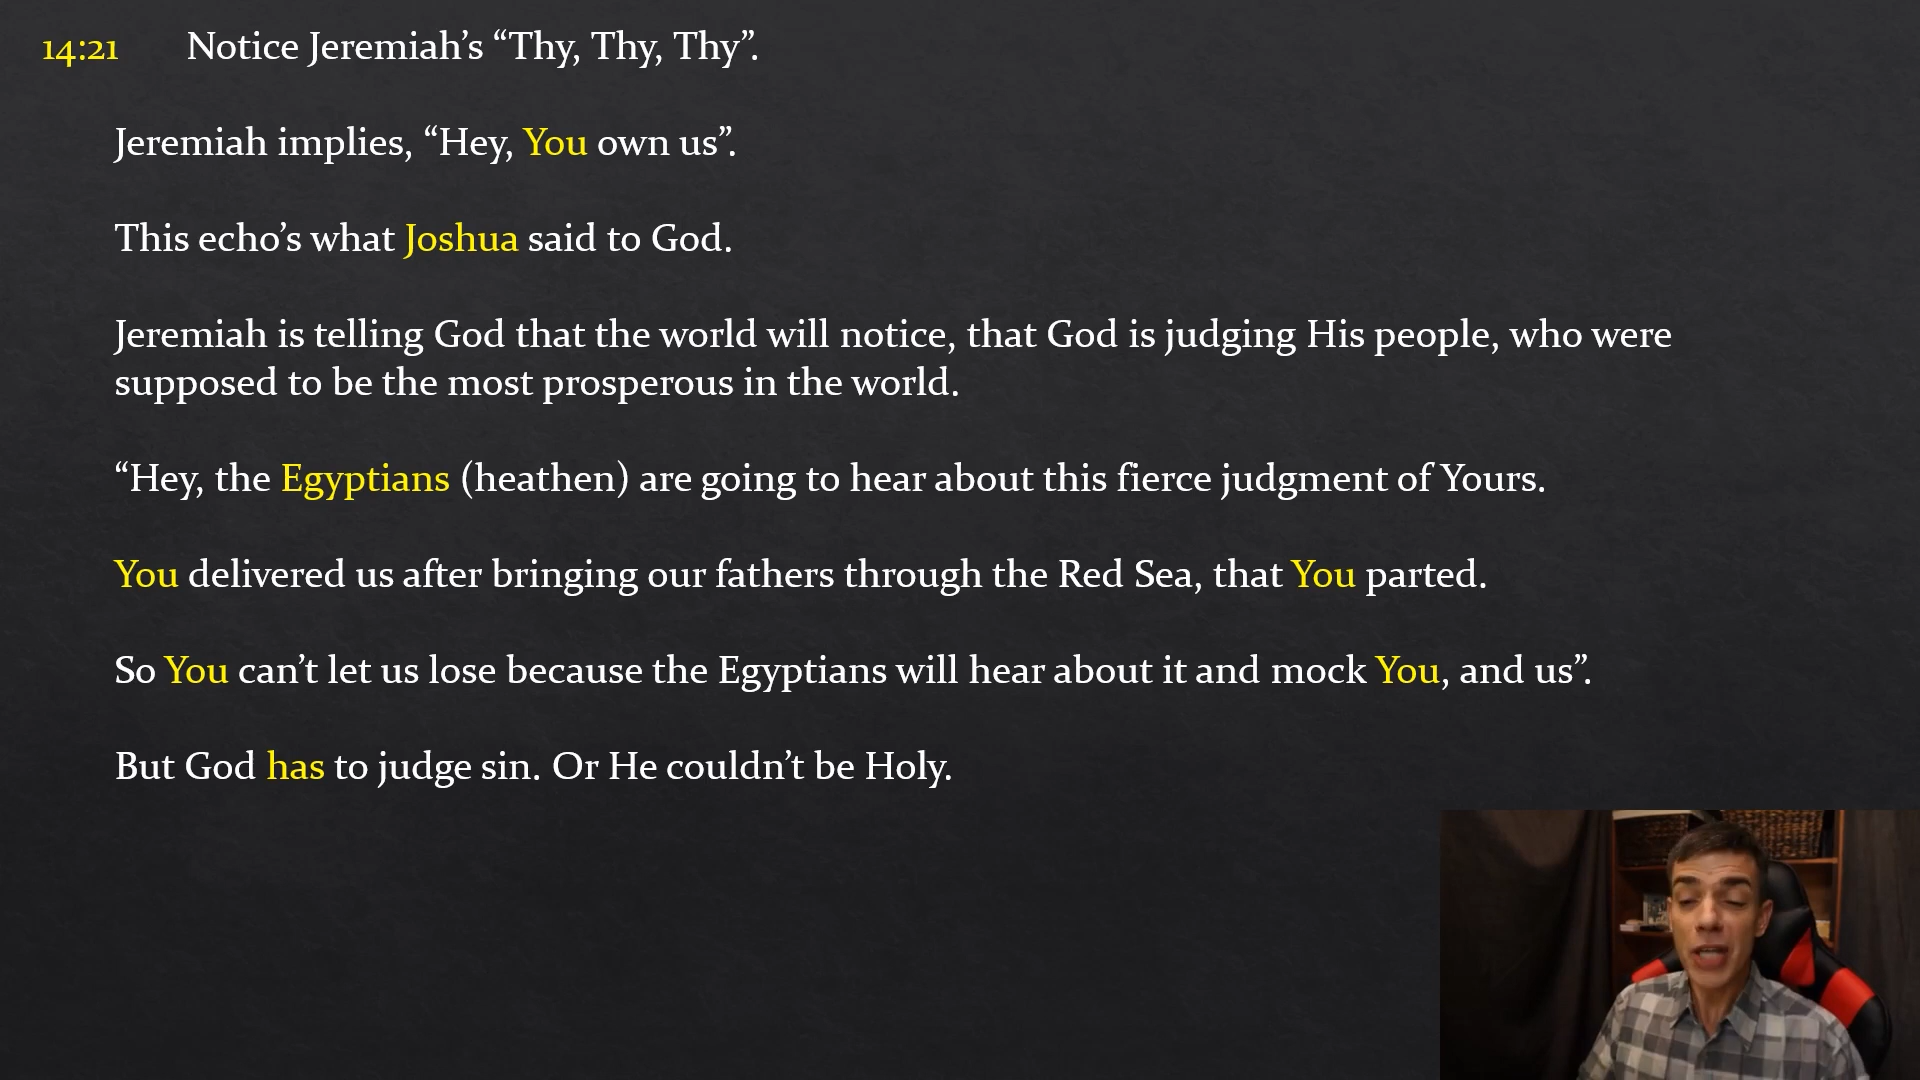 14:21 Notice Jeremiah’s “Thy, Thy, Thy”.
Jeremiah implies, “Hey, You own us”.
This echo’s what Joshua said to God.
Jeremiah is telling God that the world will notice, that God is judging His people, who were
supposed to be the most prosperous in the world.
“Hey, the Egyptians (heathen) are going to hear about this fierce judgment of Yours.
You delivered us after bringing our fathers through the Red Sea, that You parted.
So You can’t let us lose because the Egyptians will hear about it and mock You, and us”.
But God has to judge sin. Or He couldn’t be Holy.